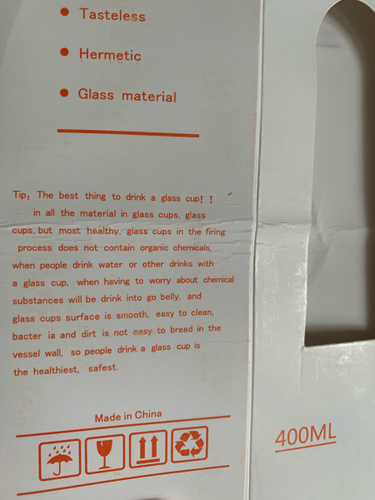 • Tasteless
• Hermetic
• Glass material
Tip, The best thing to drink a glass cup! !
in all the material in glass cups, glass
cups, but most healthy, glass cups in the firing
process does not contain organic chemicals,
when people drink water or other drinks with
a glass cup, when having to worry about chemical
substances will be drink into go belly, and
glass cups surface is smooth, easy to clean,
bacter ia and dirt is not easy to breed in the
vessel wall, so people drink a glass cup is
the healthiest, safest.
Made in China
400ML